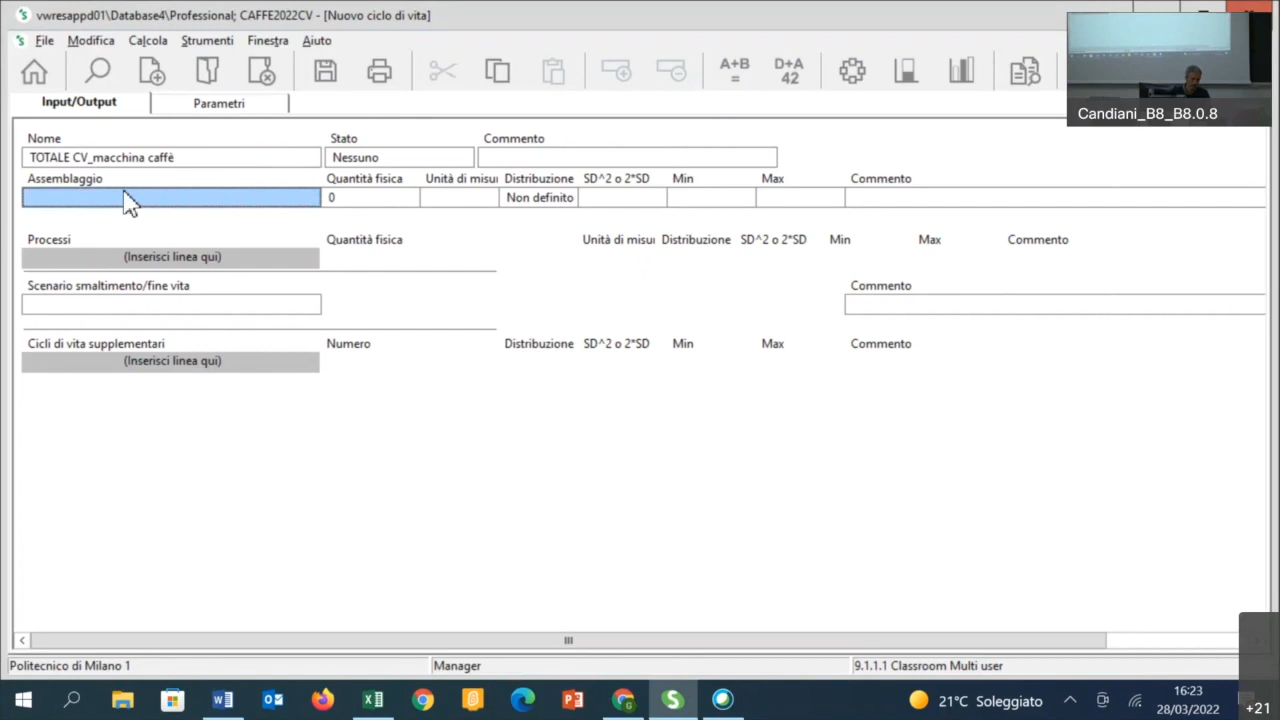 vwresappd01\Database4\Professional; CAFFE2022CV - [Nuovo ciclo di vita]
File Modifica Calcola Strumenti Finestra Aiuto
A+B
=
D+A
42
Candiani_B8_B8.0.8
Input/Output Parametri
Nome Stato Commento
TOTALE CV_macchina caffè Nessuno
Assemblaggio Quantità fisica Unità di misu Distribuzione SD^2 o 2*SD Min Max Commento
0 Non definito
Processi Quantità fisica Unità di misu Distribuzione SD^2 o 2*SD Min Max Commento
(Inserisci linea qui)
Scenario smaltimento/fine vita Commento
Cicli di vita supplementari Numero Distribuzione SD^2 o 2*SD Min Max Commento
(Inserisci linea qui)
Politecnico di Milano 1 Manager 9.1.1.1 Classroom Multi user
21°C Soleggiato
16:23
28/03/2022
+21